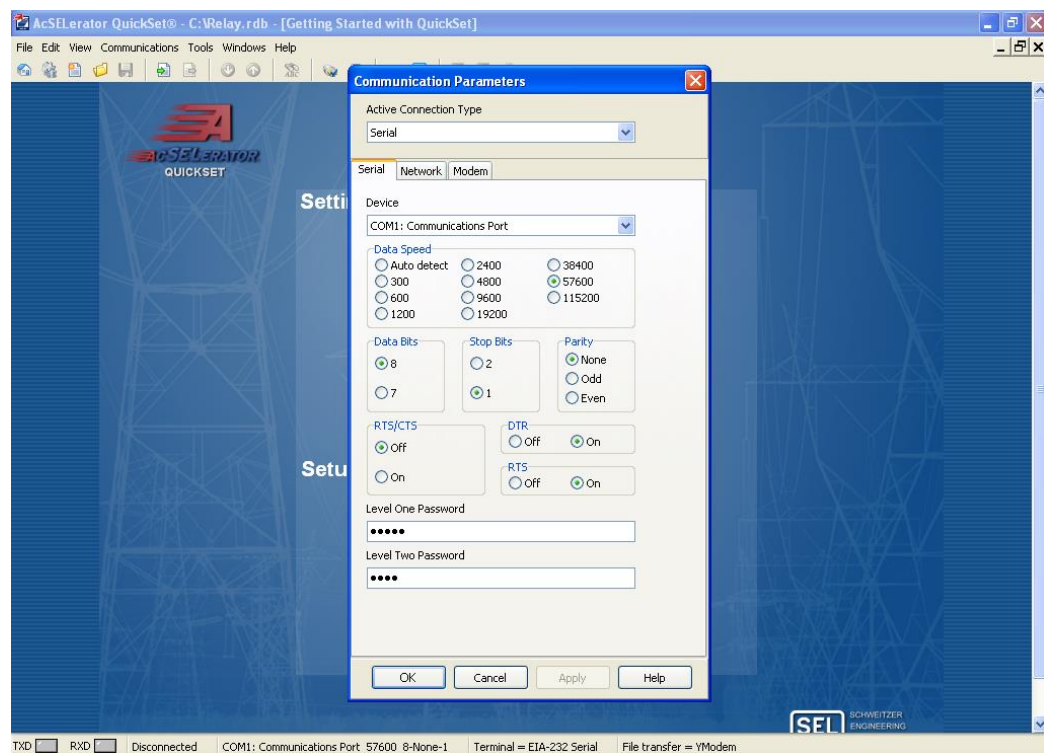 AcSELerator QuickSet® - C:\Relay.rdb - [Getting Started with QuickSet]
File Edit View Communications Tools Windows Help
ACSELERATOR
QUICKSET
Setti
Setu
Communication Parameters
Active Connection Type
Serial
Serial Network Modem
Device
COM1: Communications Port
Data Speed
Auto detect 2400 38400
300 4800 57600
600 9600 115200
1200 19200
Data Bits Stop Bits Parity
8 2 None
7 1 Odd
Even
RTS/CTS DTR
Off Off On
On RTS
Off On
Level One Password
•••••
Level Two Password
••••
OK Cancel Apply Help
SEL SCHWEITZER
ENGINEERING
TXD RXD Disconnected COM1: Communications Port 57600 8-None-1 Terminal = EIA-232 Serial File transfer = YModem